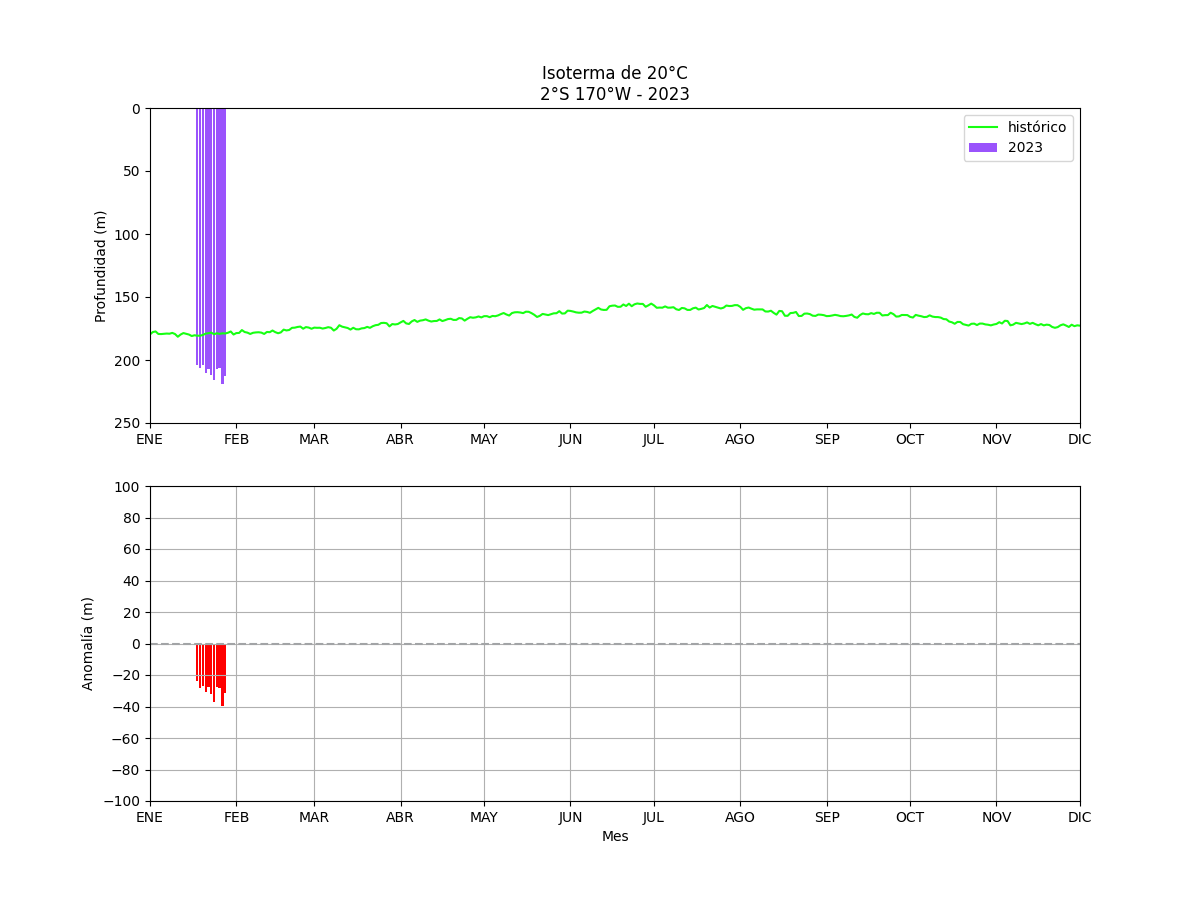 Isoterma de 20°C
2°S 170°W - 2023
histórico
2023
Profundidad (m)
0
50
100
150
200
250
ENE FEB MAR ABR MAY JUN JUL AGO SEP OCT NOV DIC
Anomalía (m)
100
80
60
40
20
0
−20
−40
−60
−80
−100
ENE FEB MAR ABR MAY JUN JUL AGO SEP OCT NOV DIC
Mes